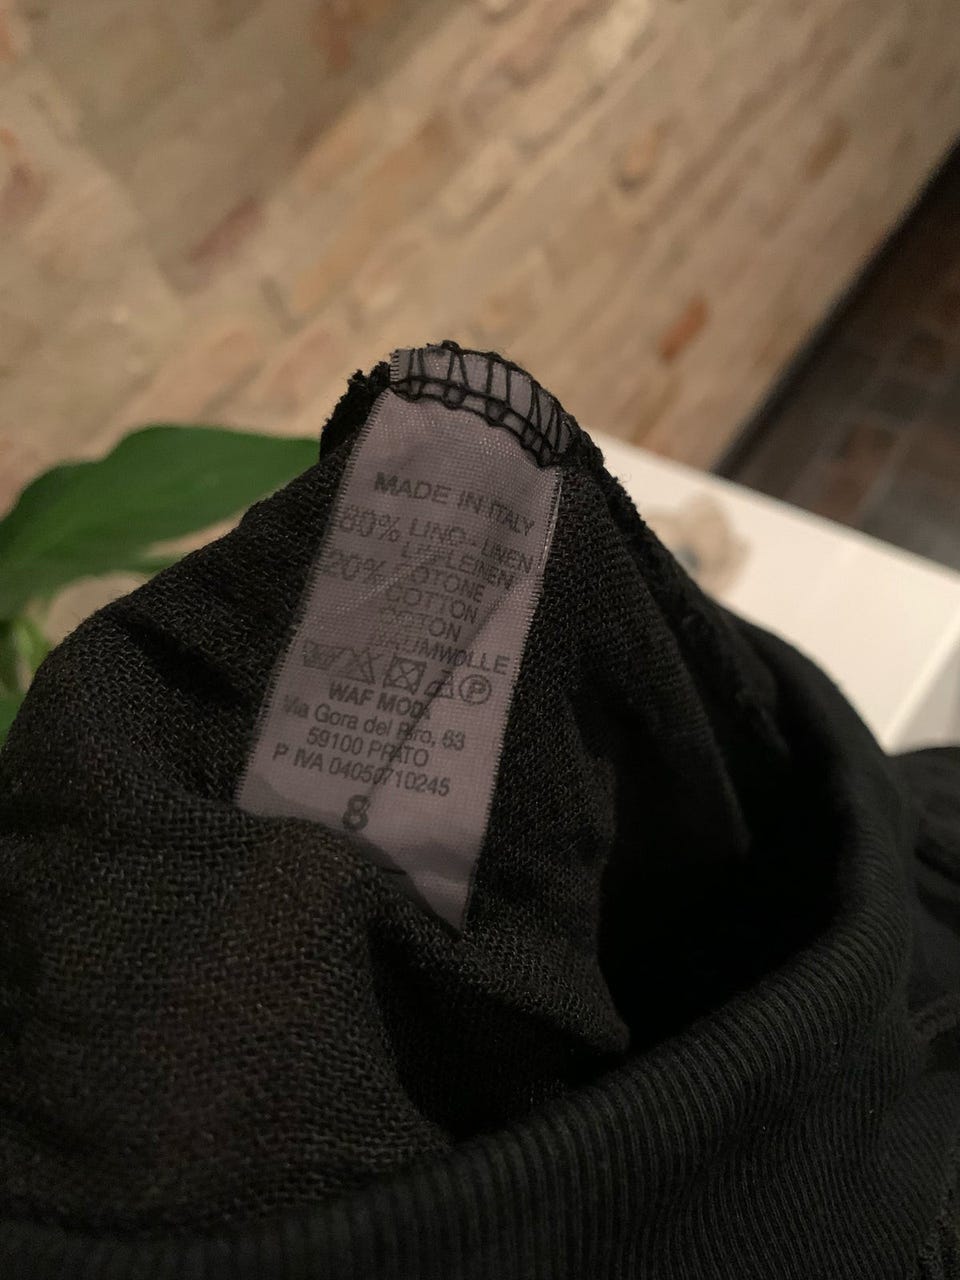 MADE IN ITALY
80% LINO - LINEN
LIN LEINEN
20% COTONE
COTTON
COTON
BAUMWOLLE
P
WAF MODA
Via Gora del Pero, 63
59100 PRATO
P IVA 04050710245
8